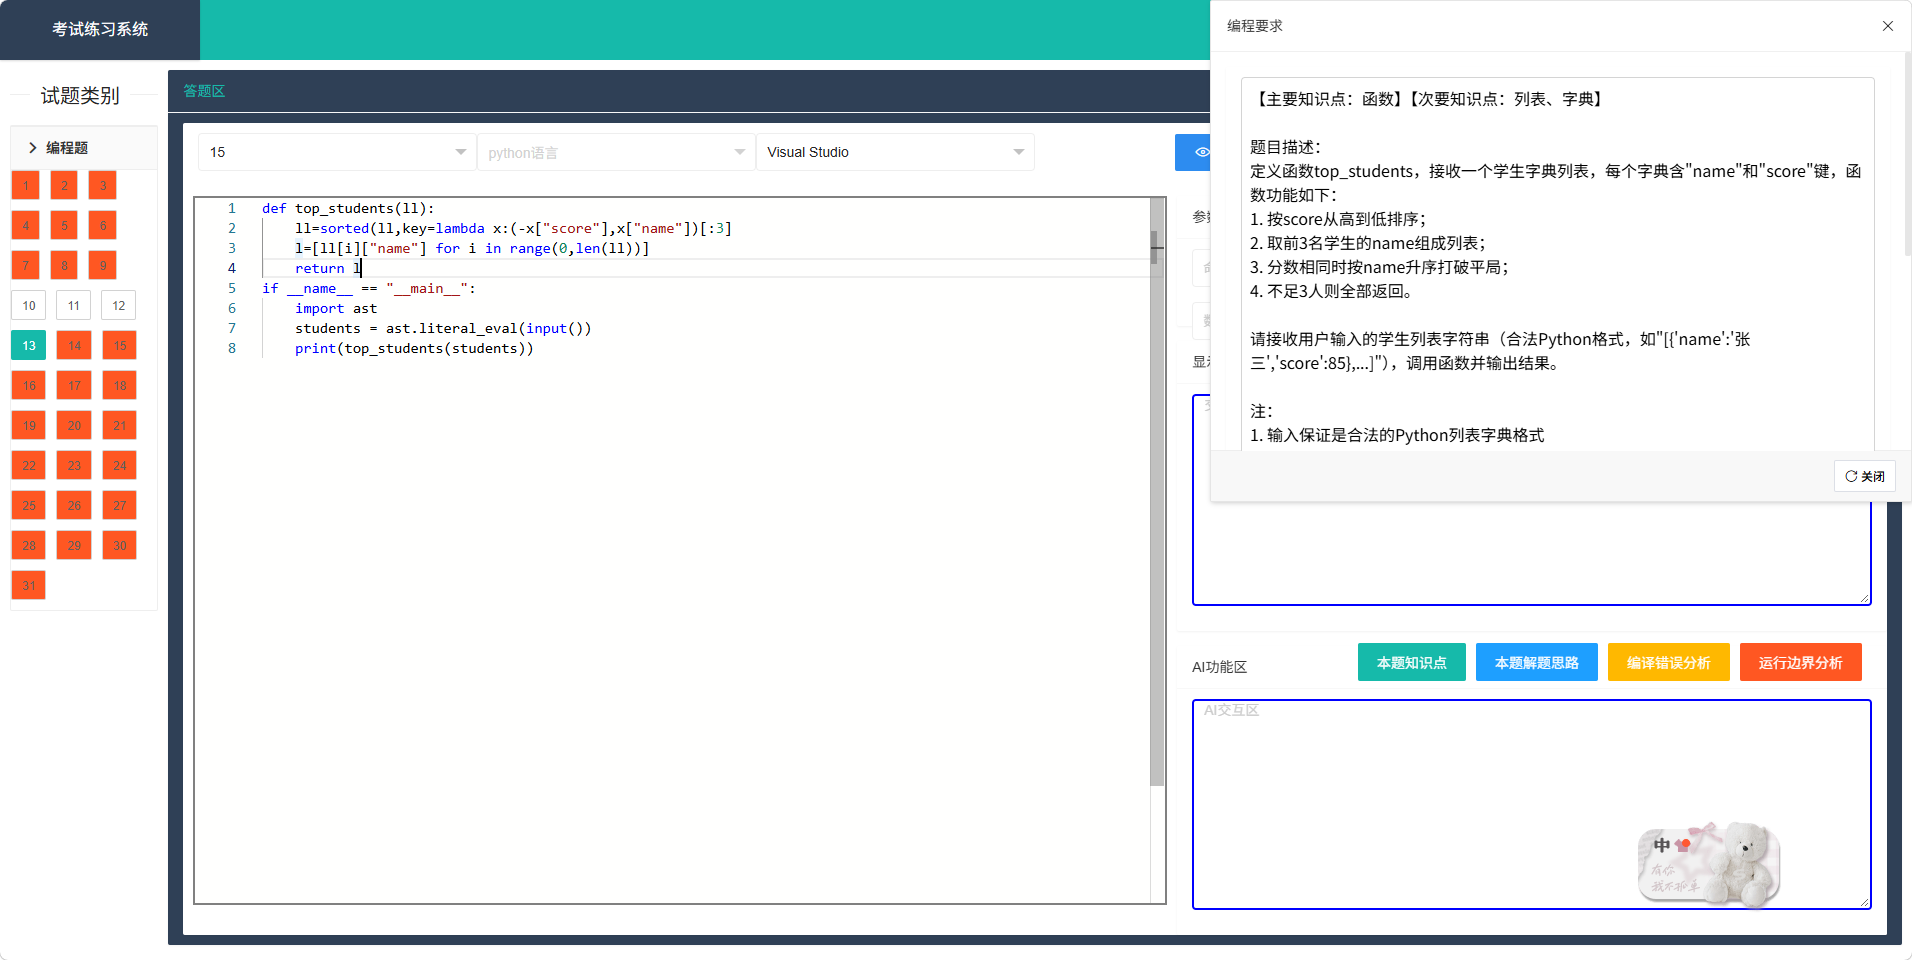 考试练习系统
试题类别
编程题
1 2 3
4 5 6
7 8 9
10 11 12
13 14 15
16 17 18
19 20 21
22 23 24
25 26 27
28 29 30
31
答题区
15
python语言
Visual Studio
1 def top_students(ll):
2     ll=sorted(ll,key=lambda x:(-x["score"],x["name"])[:3]
3     l=[ll[i]["name"] for i in range(0,len(ll))]
4     return l
5 if __name__ == "__main__":
6     import ast
7     students = ast.literal_eval(input())
8     print(top_students(students))
编程要求
【主要知识点：函数】【次要知识点：列表、字典】
题目描述：
定义函数top_students，接收一个学生字典列表，每个字典含"name"和"score"键，函
数功能如下：
1. 按score从高到低排序；
2. 取前3名学生的name组成列表；
3. 分数相同时按name升序打破平局；
4. 不足3人则全部返回。
请接收用户输入的学生列表字符串（合法Python格式，如"[{'name':'张
三','score':85},...]"），调用函数并输出结果。
注：
1. 输入保证是合法的Python列表字典格式
关闭
AI功能区
本题知识点
本题解题思路
编译错误分析
运行边界分析
AI交互区
中
有你
我不孤单